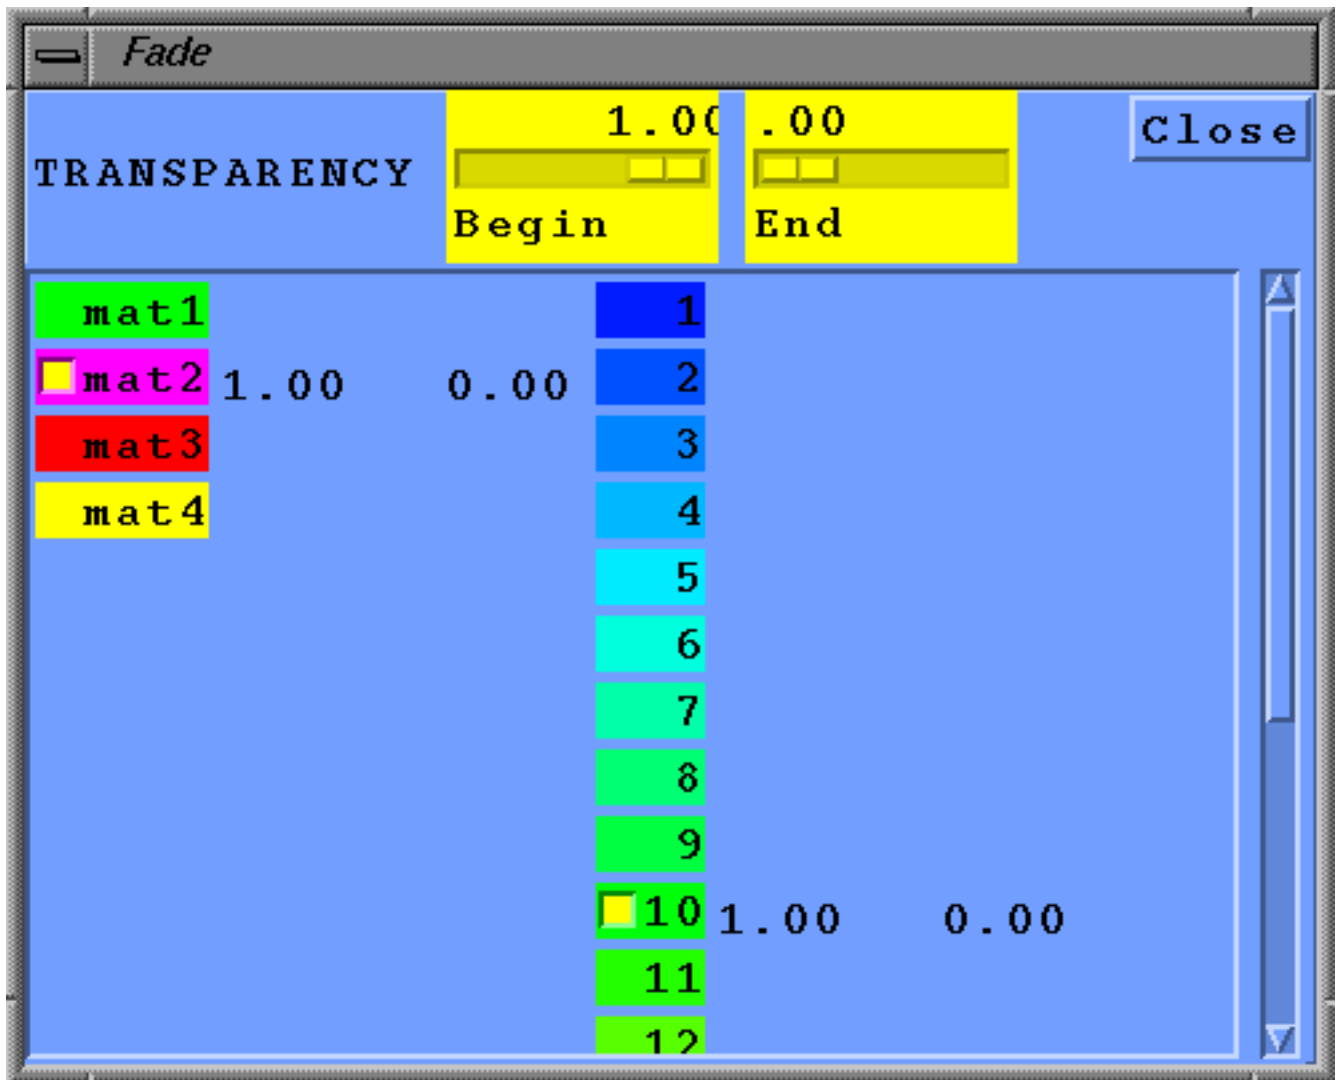 Fade
1.00 .00 Close
TRANSPARENCY
Begin End
mat1 1
mat2 1.00 0.00 2
mat3 3
mat4 4
5
6
7
8
9
10 1.00 0.00
11
12